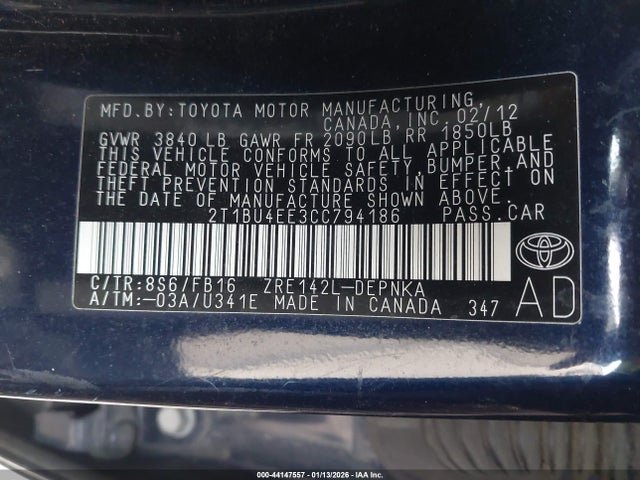 MFD.BY:TOYOTA MOTOR MANUFACTURING,
CANADA,INC.02/12
GVWR 3840LB GAWR FR 2090LB RR 1850LB
THIS VEHICLE CONFORMS TO ALL APPLICABLE
FEDERAL MOTOR VEHICLE SAFETY,BUMPER,AND
THEFT PREVENTION STANDARDS IN EFFECT ON
THE DATE OF MANUFACTURE SHOWN ABOVE.
2T1BU4EE3CC794186 PASS.CAR
C/TR:8S6/FB16 ZRE142L-DEPNKA
A/TM:-03A/U341E MADE IN CANADA 347
AD
000-44147557 - 01/13/2026 - IAA Inc.